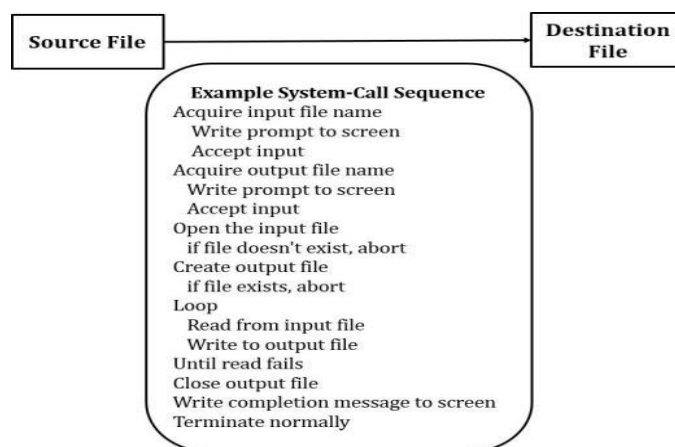 Source File
Destination
File
Example System-Call Sequence
Acquire input file name
Write prompt to screen
Accept input
Acquire output file name
Write prompt to screen
Accept input
Open the input file
if file doesn't exist, abort
Create output file
if file exists, abort
Loop
Read from input file
Write to output file
Until read fails
Close output file
Write completion message to screen
Terminate normally